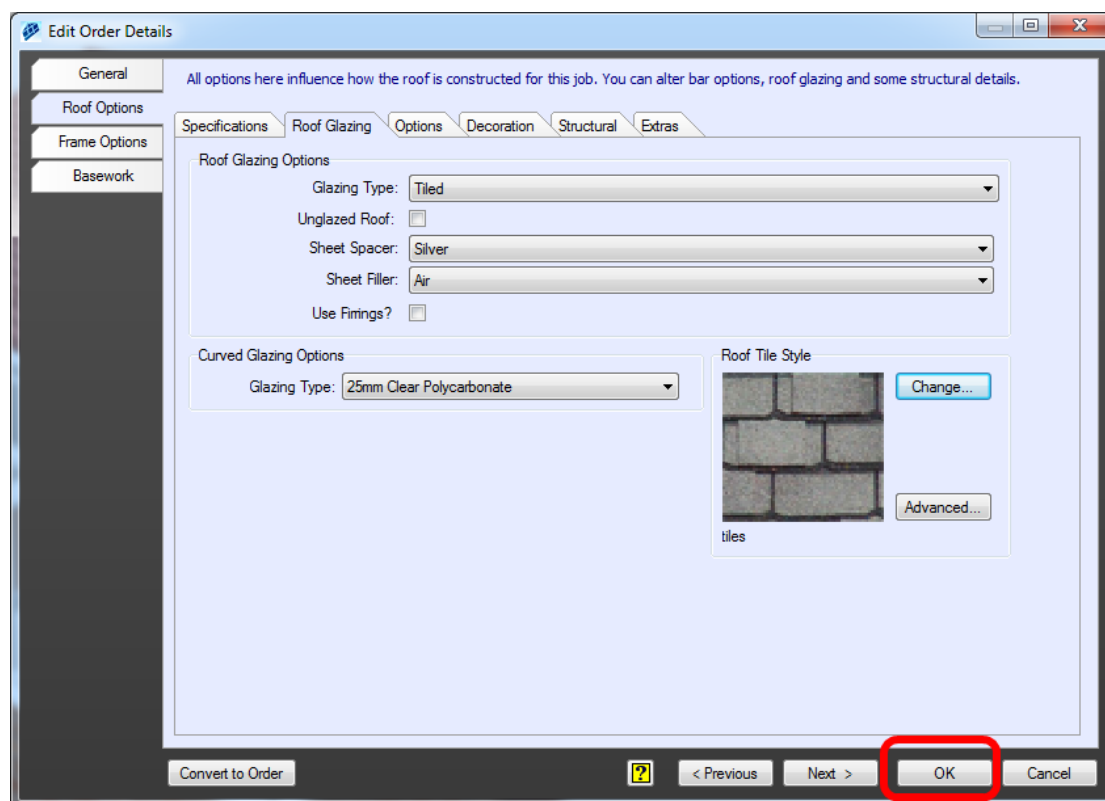 Edit Order Details
General
Roof Options
Frame Options
Basework
All options here influence how the roof is constructed for this job. You can alter bar options, roof glazing and some structural details.
Specifications Roof Glazing Options Decoration Structural Extras
Roof Glazing Options
Glazing Type: Tiled
Unglazed Roof:
Sheet Spacer: Silver
Sheet Filler: Air
Use Firrings?
Curved Glazing Options
Glazing Type: 25mm Clear Polycarbonate
Roof Tile Style
Change...
Advanced...
tiles
Convert to Order ? < Previous Next > OK Cancel